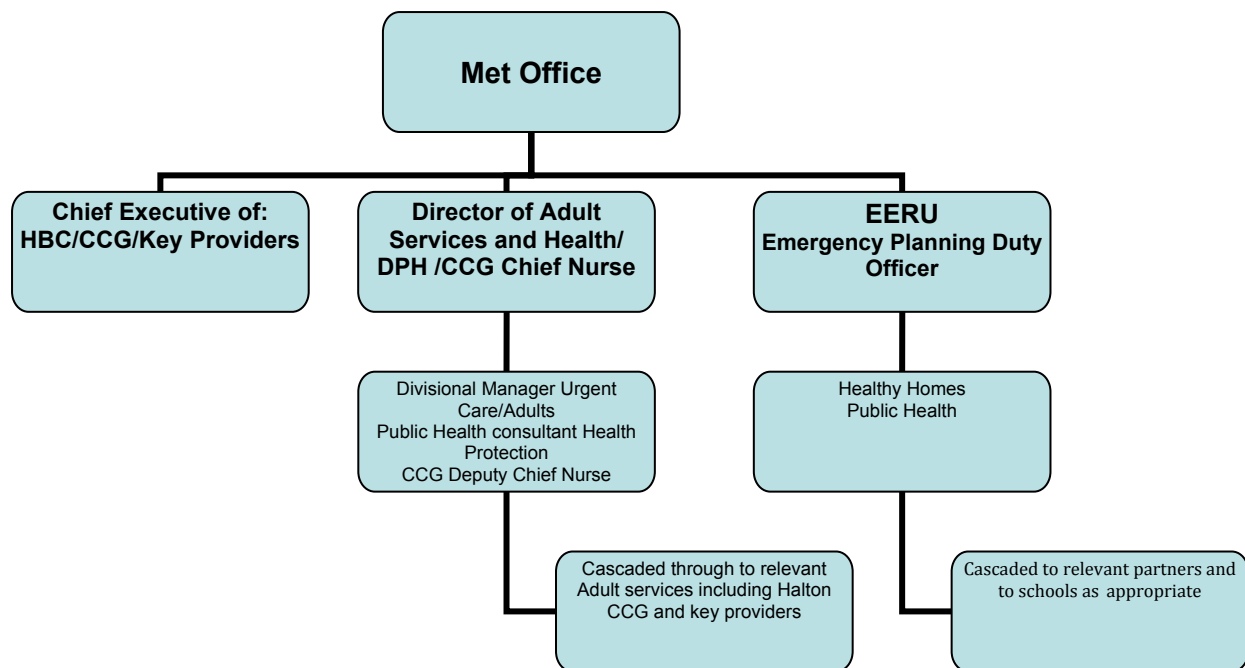 Met Office
Chief Executive of:
HBC/CCG/Key Providers
Director of Adult
Services and Health/
DPH /CCG Chief Nurse
EERU
Emergency Planning Duty
Officer
Divisional Manager Urgent
Care/Adults
Public Health consultant Health
Protection
CCG Deputy Chief Nurse
Healthy Homes
Public Health
Cascaded through to relevant
Adult services including Halton
CCG and key providers
Cascaded to relevant partners and
to schools as appropriate